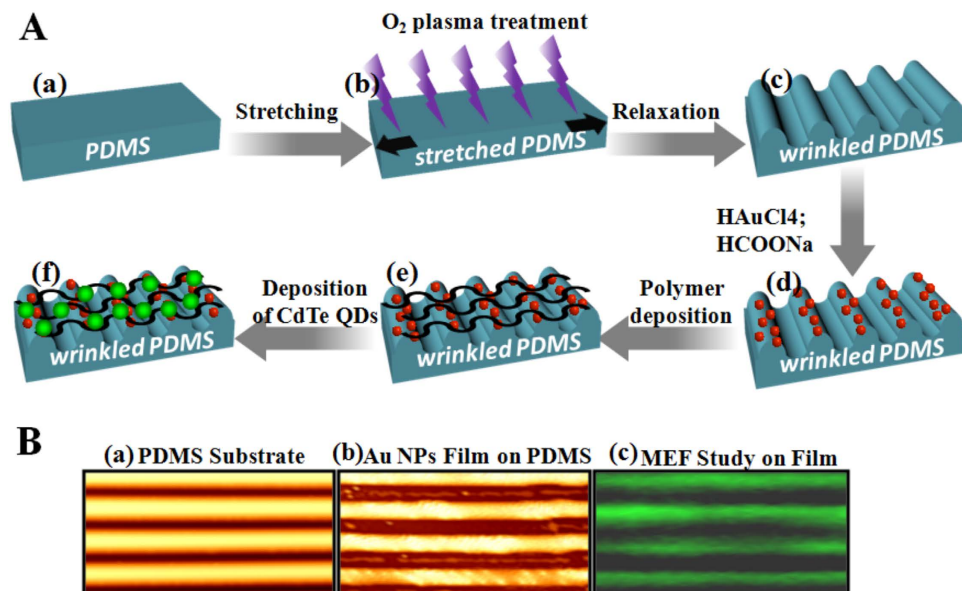 A
O₂ plasma treatment
(a)
(b)
(c)
Stretching
Relaxation
PDMS
stretched PDMS
wrinkled PDMS
HAuCl4;
HCOONa
(f)
(e)
(d)
Deposition
of CdTe QDs
Polymer
deposition
wrinkled PDMS
wrinkled PDMS
wrinkled PDMS
B
(a) PDMS Substrate
(b) Au NPs Film on PDMS
(c) MEF Study on Film